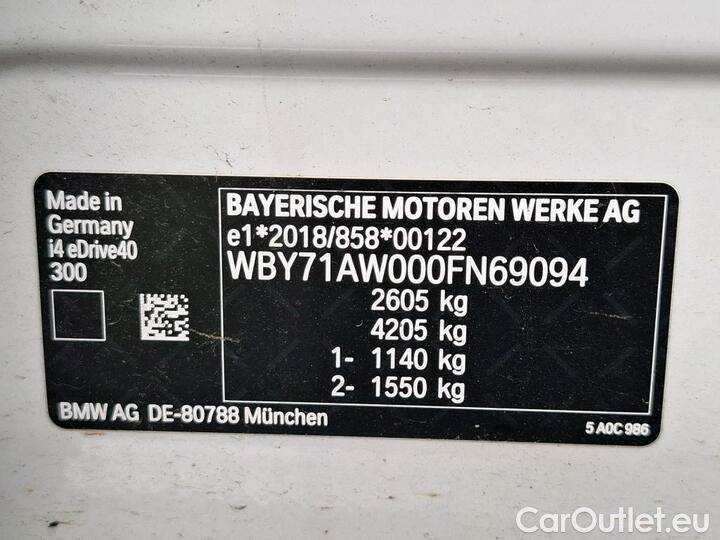 Made in
Germany
i4 eDrive40
300
BAYERISCHE MOTOREN WERKE AG
e1*2018/858*00122
WBY71AW000FN69094
2605 kg
4205 kg
1- 1140 kg
2- 1550 kg
BMW AG DE-80788 München
5 A0C 986
CarOutlet.eu